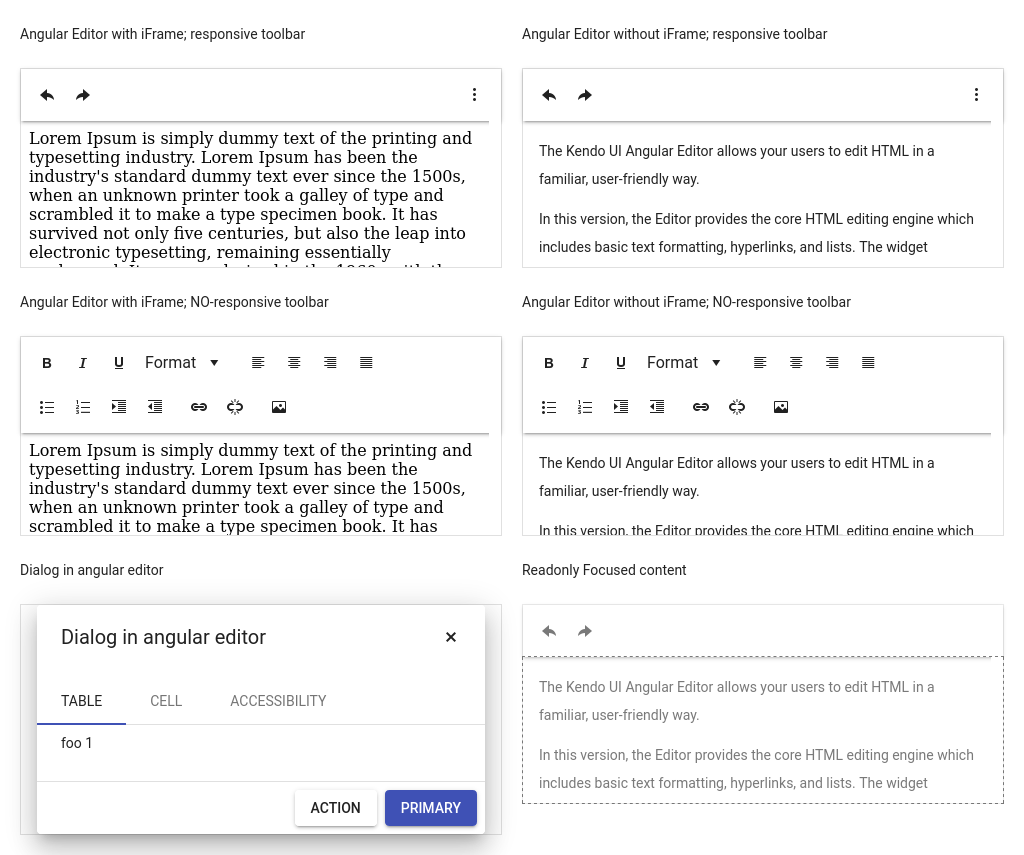 Angular Editor with iFrame; responsive toolbar
Lorem Ipsum is simply dummy text of the printing and
typesetting industry. Lorem Ipsum has been the
industry's standard dummy text ever since the 1500s,
when an unknown printer took a galley of type and
scrambled it to make a type specimen book. It has
survived not only five centuries, but also the leap into
electronic typesetting, remaining essentially
Angular Editor without iFrame; responsive toolbar
The Kendo UI Angular Editor allows your users to edit HTML in a
familiar, user-friendly way.
In this version, the Editor provides the core HTML editing engine which
includes basic text formatting, hyperlinks, and lists. The widget
Angular Editor with iFrame; NO-responsive toolbar
B I U Format
Lorem Ipsum is simply dummy text of the printing and
typesetting industry. Lorem Ipsum has been the
industry's standard dummy text ever since the 1500s,
when an unknown printer took a galley of type and
scrambled it to make a type specimen book. It has
Angular Editor without iFrame; NO-responsive toolbar
B I U Format
The Kendo UI Angular Editor allows your users to edit HTML in a
familiar, user-friendly way.
In this version, the Editor provides the core HTML editing engine which
Dialog in angular editor
Dialog in angular editor
TABLE CELL ACCESSIBILITY
foo 1
ACTION PRIMARY
Readonly Focused content
The Kendo UI Angular Editor allows your users to edit HTML in a
familiar, user-friendly way.
In this version, the Editor provides the core HTML editing engine which
includes basic text formatting, hyperlinks, and lists. The widget